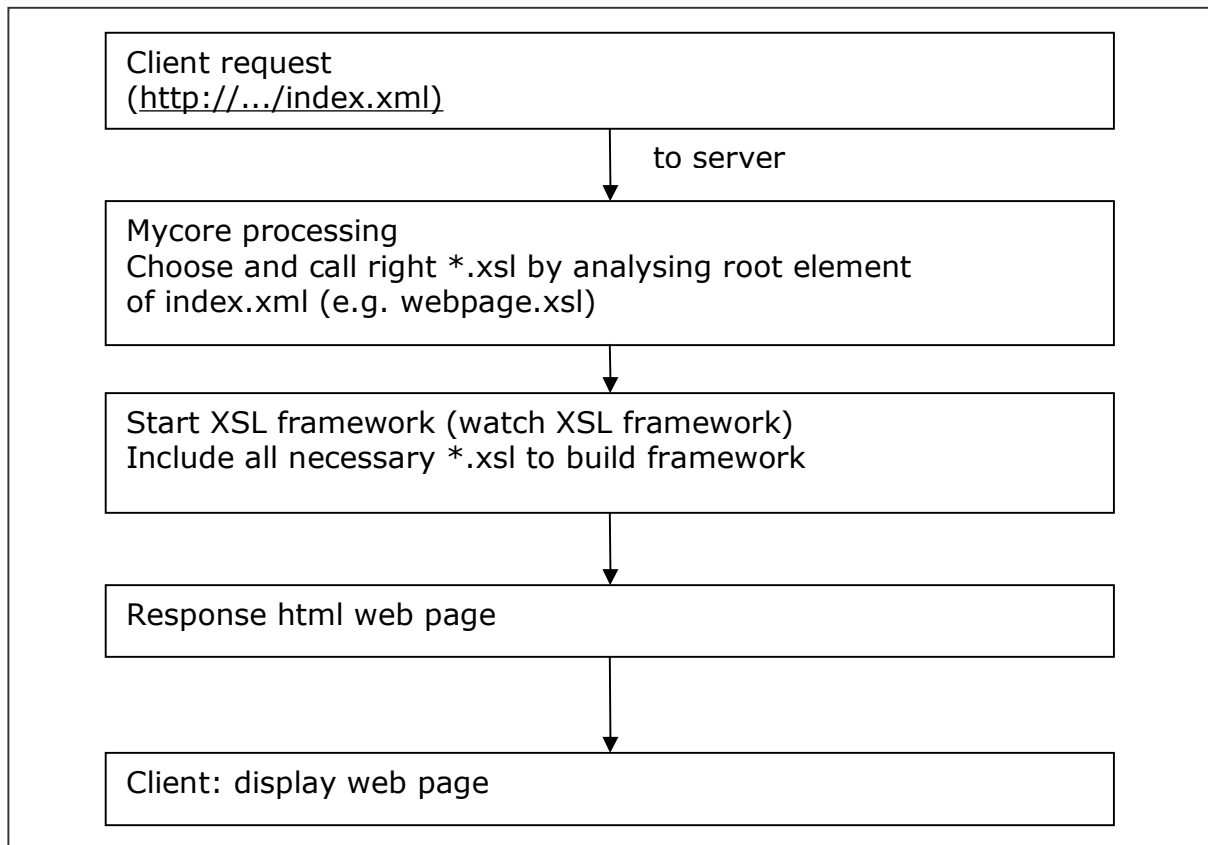 Client request
(http://.../index.xml)
to server
Mycore processing
Choose and call right *.xsl by analysing root element
of index.xml (e.g. webpage.xsl)
Start XSL framework (watch XSL framework)
Include all necessary *.xsl to build framework
Response html web page
Client: display web page